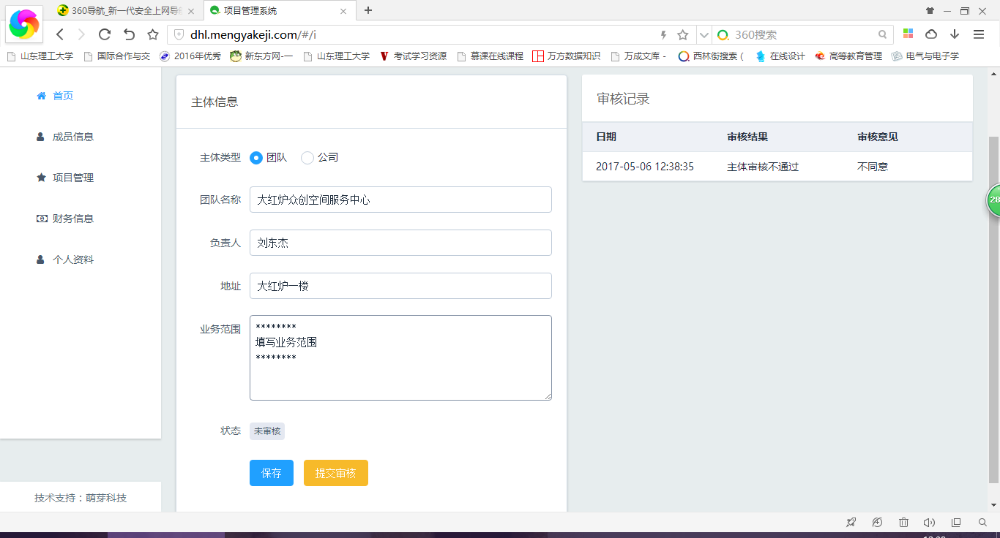 360导航_新一代安全上网导
项目管理系统
dhl.mengyakeji.com/#/i
360搜索
山东理工大学
国际合作与交
2016年优秀
新东方网-一
山东理工大学
考试学习资源
慕课在线课程
万方数据知识
万成文库 -
西林街搜索 (
在线设计
高等教育管理
电气与电子学
首页
成员信息
项目管理
财务信息
个人资料
技术支持：萌芽科技
主体信息
主体类型 团队 公司
团队名称 大红炉众创空间服务中心
负责人 刘东杰
地址 大红炉一楼
业务范围 ********
填写业务范围
********
状态 未审核
保存 提交审核
审核记录
日期 审核结果 审核意见
2017-05-06 12:38:35 主体审核不通过 不同意
28